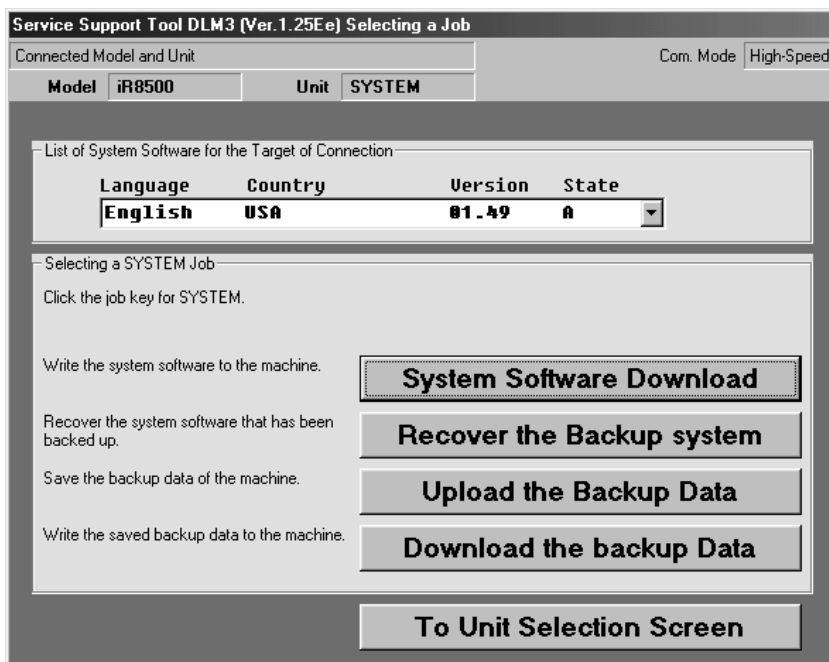 Service Support Tool DLM3 (Ver.1.25Ee) Selecting a Job
Connected Model and Unit
Com. Mode High-Speed
Model iR8500 Unit SYSTEM
List of System Software for the Target of Connection
Language Country Version State
English USA 01.49 A
Selecting a SYSTEM Job
Click the job key for SYSTEM.
Write the system software to the machine.
System Software Download
Recover the system software that has been
backed up.
Recover the Backup system
Save the backup data of the machine.
Upload the Backup Data
Write the saved backup data to the machine.
Download the backup Data
To Unit Selection Screen